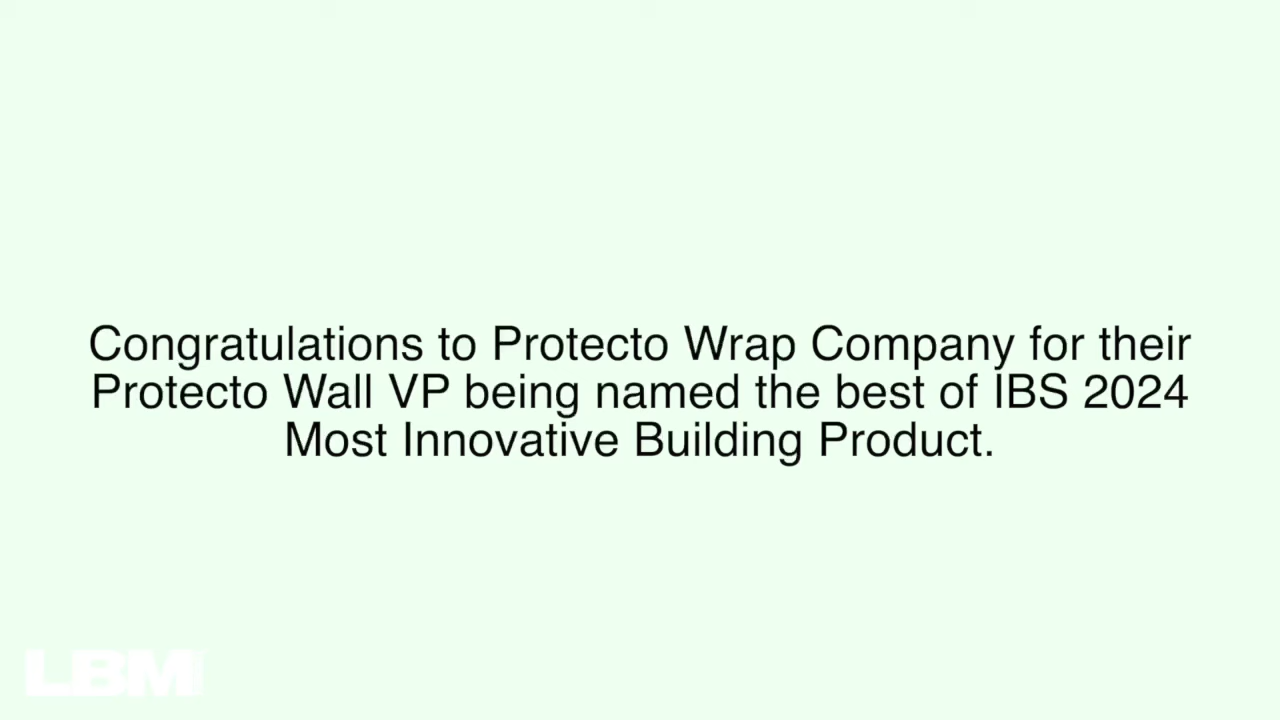 Congratulations to Protecto Wrap Company for their
Protecto Wall VP being named the best of IBS 2024
Most Innovative Building Product.
LBM